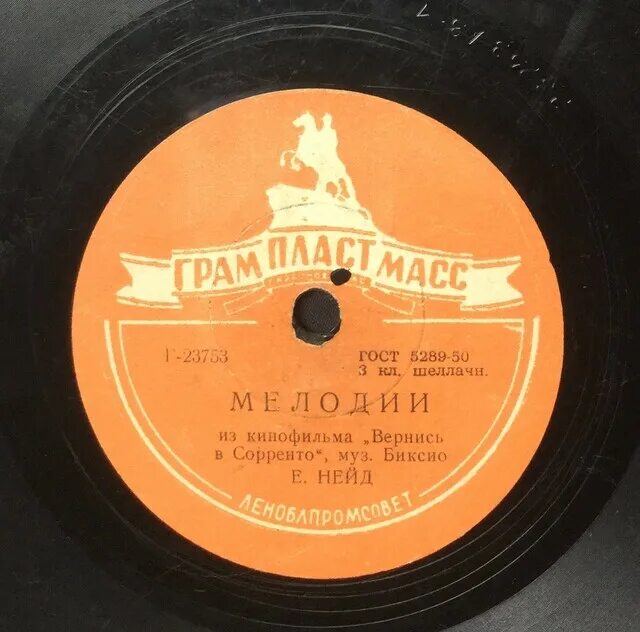 ГРАМ ПЛАСТ МАСС
Г-23753
ГОСТ 5289-50
3 кл. шеллачн.
МЕЛОДИИ
из кинофильма „Вернись
в Сорренто“, муз. Биксио
Е. НЕЙД
ЛЕНОБЛПРОМСОВЕТ